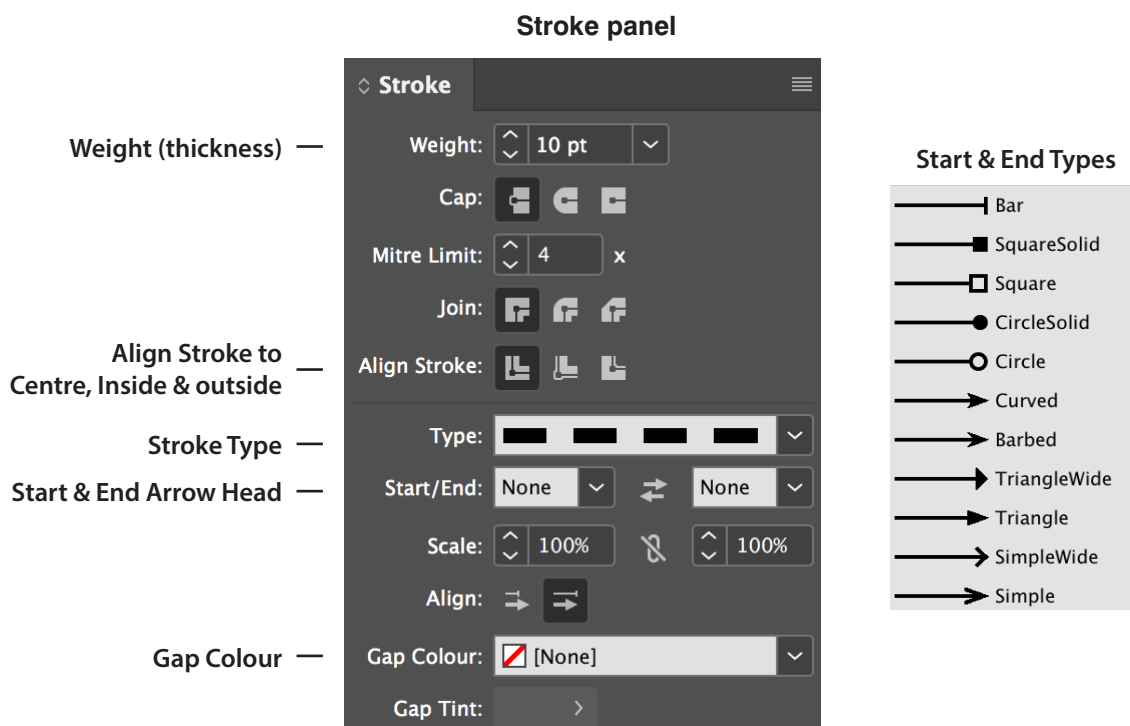 Stroke panel
Stroke
Weight (thickness)
Weight: 10 pt
Cap:
Mitre Limit: 4 x
Join:
Align Stroke to
Centre, Inside & outside
Align Stroke:
Stroke Type
Type:
Start & End Arrow Head
Start/End: None None
Scale: 100% 100%
Align:
Gap Colour
Gap Colour: [None]
Gap Tint:
Start & End Types
Bar
SquareSolid
Square
CircleSolid
Circle
Curved
Barbed
TriangleWide
Triangle
SimpleWide
Simple